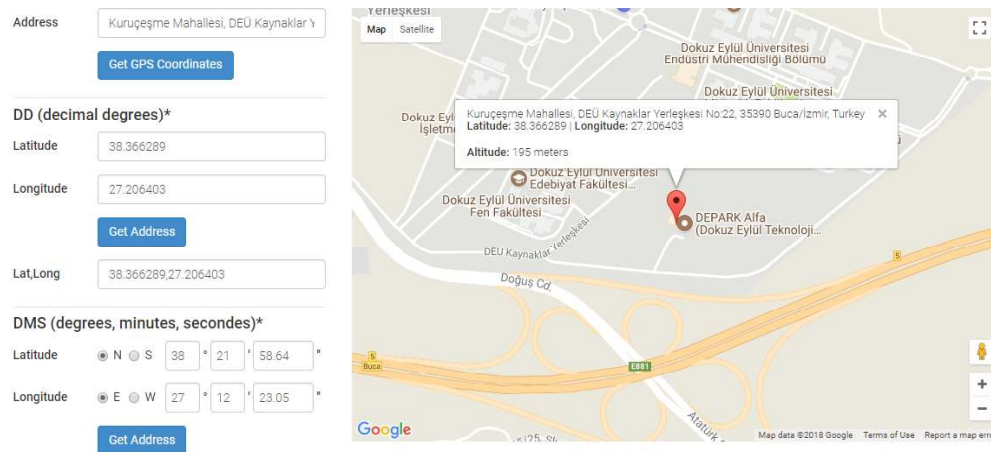 Address
Kuruçeşme Mahallesi, DEÜ Kaynaklar Y
Get GPS Coordinates
DD (decimal degrees)*
Latitude 38.366289
Longitude 27.206403
Get Address
Lat,Long 38.366289,27.206403
DMS (degrees, minutes, secondes)*
Latitude N S 38 ° 21 ' 58.64 "
Longitude E W 27 ° 12 ' 23.05 "
Get Address
Yerleşkesi
Map Satellite
Dokuz Eylül Üniversitesi
Endüstri Mühendisliği Bölümü
Dokuz Eylül Üniversitesi
Kuruçeşme Mahallesi, DEÜ Kaynaklar Yerleşkesi No:22, 35390 Buca/İzmir, Turkey
Latitude: 38.366289 | Longitude: 27.206403
Altitude: 195 meters
Dokuz Eyl
İşletm
Dokuz Eylül Üniversitesi
Edebiyat Fakültesi...
Dokuz Eylül Üniversitesi
Fen Fakültesi
DEPARK Alfa
(Dokuz Eylül Teknoloji...
DEU Kaynaklar Yerleşkesi
Doğuş Cd.
5
5
Buca
E881
Atatürk
Google
Map data ©2018 Google Terms of Use Report a map erro